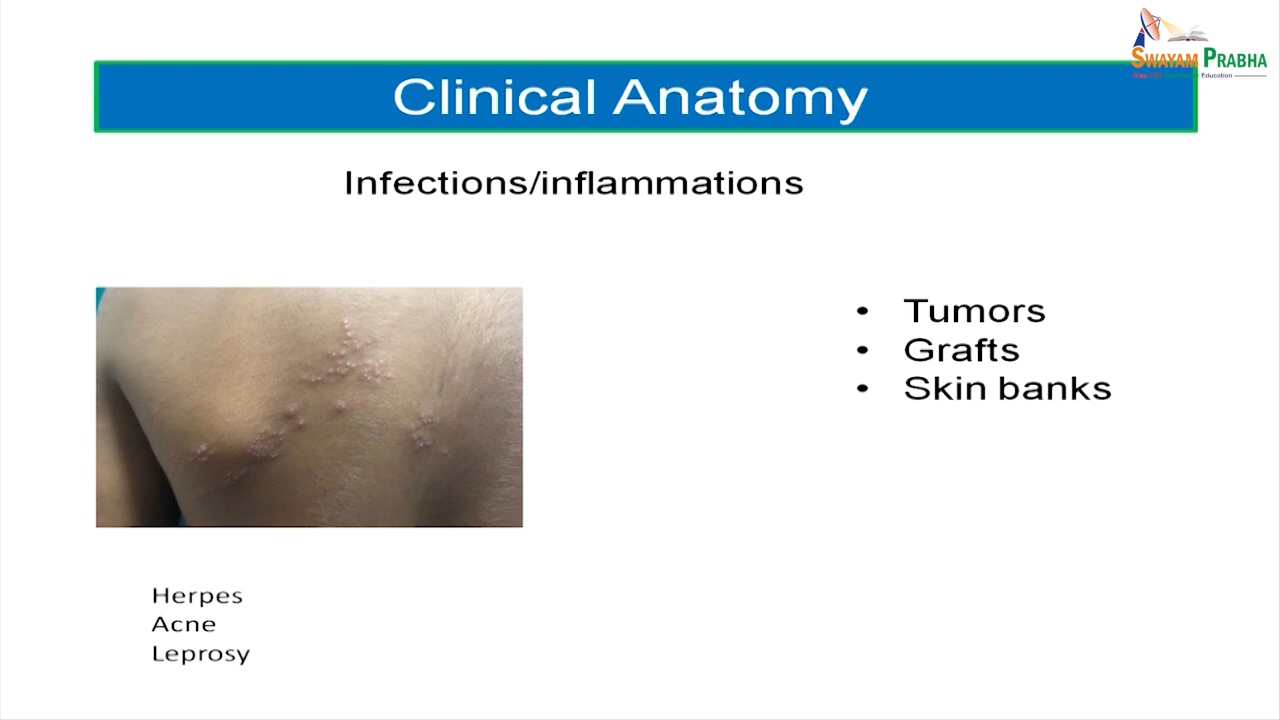 SWAYAM PRABHA
Clinical Anatomy
Infections/inflammations
• Tumors
• Grafts
• Skin banks
Herpes
Acne
Leprosy